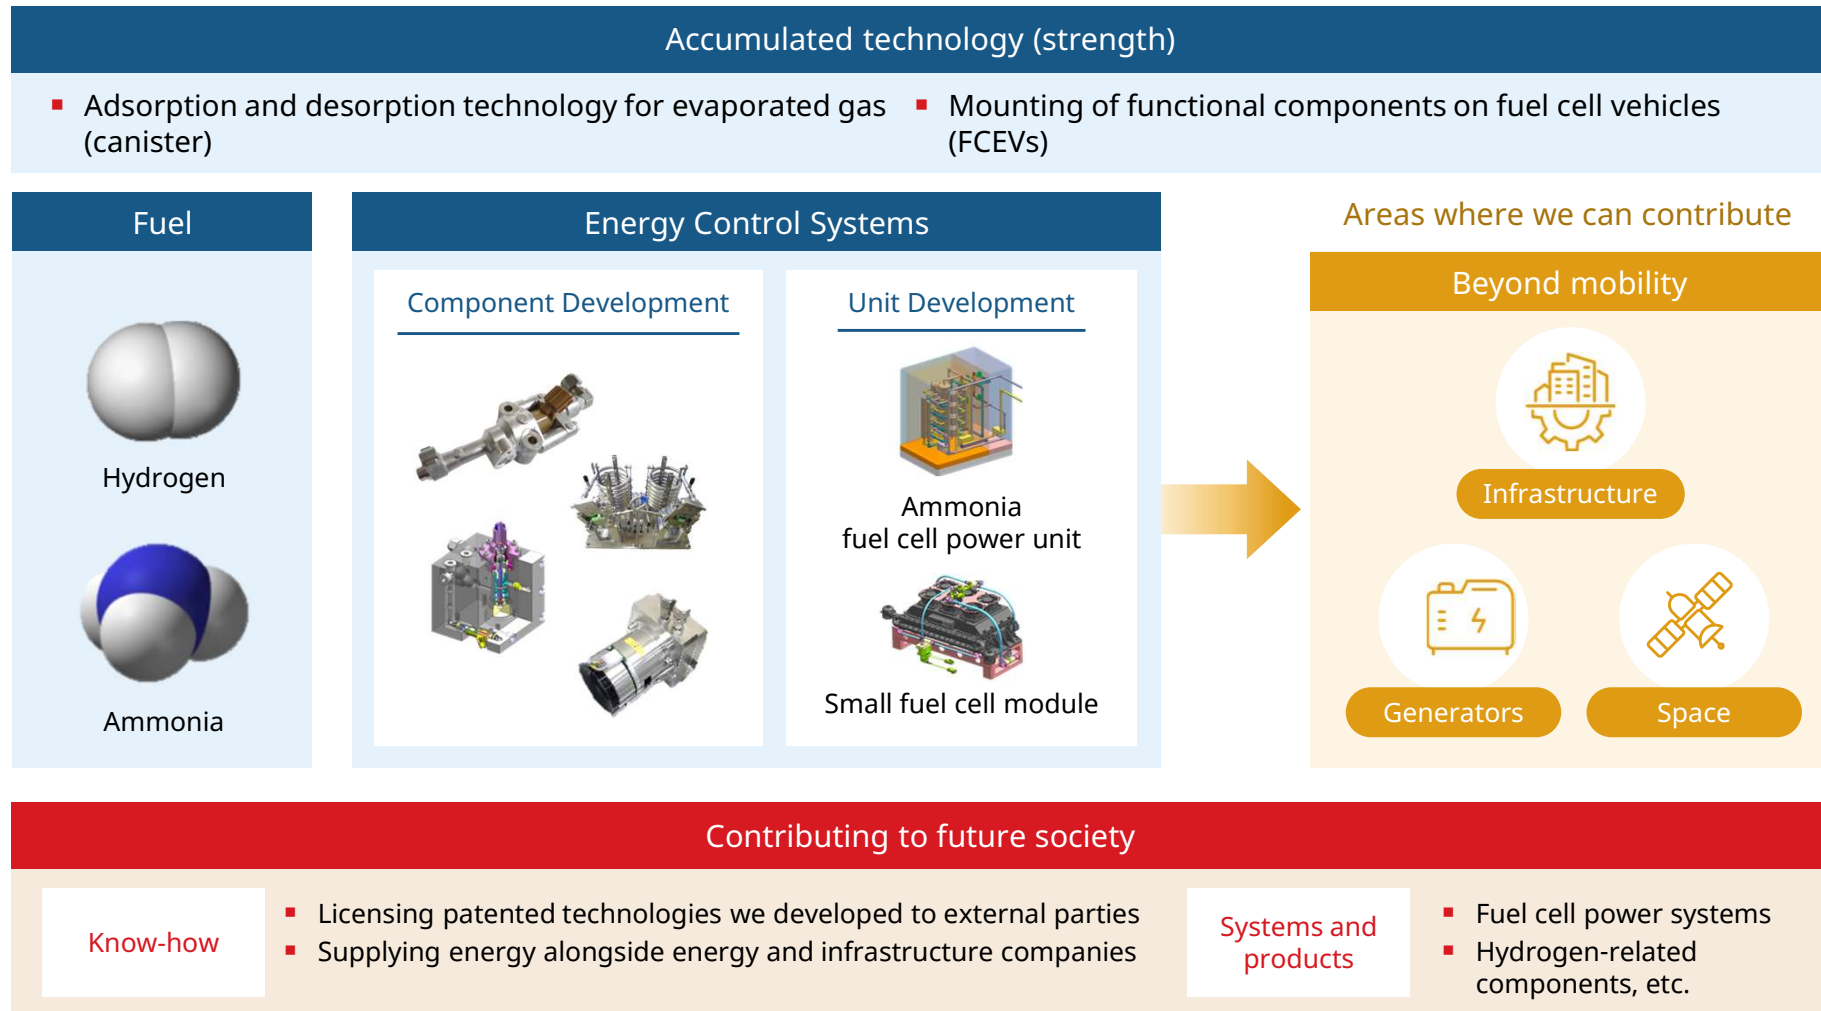 Accumulated technology (strength)
Adsorption and desorption technology for evaporated gas
(canister)
Mounting of functional components on fuel cell vehicles
(FCEVs)
Fuel
Hydrogen
Ammonia
Energy Control Systems
Component Development
Unit Development
Ammonia
fuel cell power unit
Small fuel cell module
Areas where we can contribute
Beyond mobility
Infrastructure
Generators
Space
Contributing to future society
Know-how
Licensing patented technologies we developed to external parties
Supplying energy alongside energy and infrastructure companies
Systems and
products
Fuel cell power systems
Hydrogen-related
components, etc.